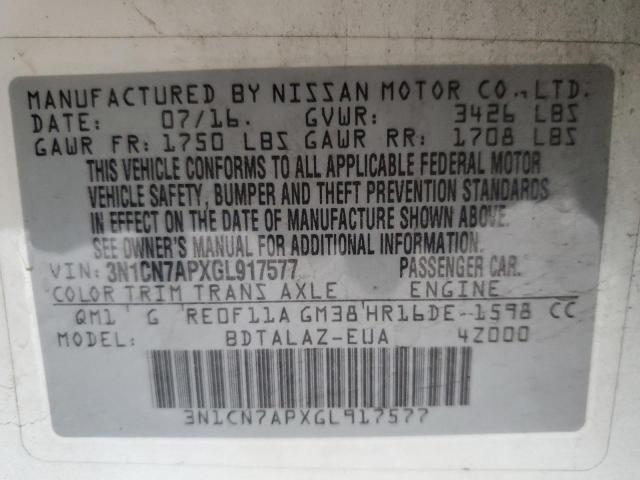 MANUFACTURED BY NISSAN MOTOR CO., LTD.
DATE: 07/16. GVWR: 3426 LBS
GAWR FR: 1750 LBS GAWR RR: 1708 LBS
THIS VEHICLE CONFORMS TO ALL APPLICABLE FEDERAL MOTOR
VEHICLE SAFETY, BUMPER AND THEFT PREVENTION STANDARDS
IN EFFECT ON THE DATE OF MANUFACTURE SHOWN ABOVE.
SEE OWNER'S MANUAL FOR ADDITIONAL INFORMATION.
VIN: 3N1CN7APXGL917577 PASSENGER CAR.
COLOR TRIM TRANS AXLE ENGINE
QM1 G RE0F11A GM38 HR16DE-1598 CC
MODEL: BDTALAZ-EUA 4Z000
3N1CN7APXGL917577